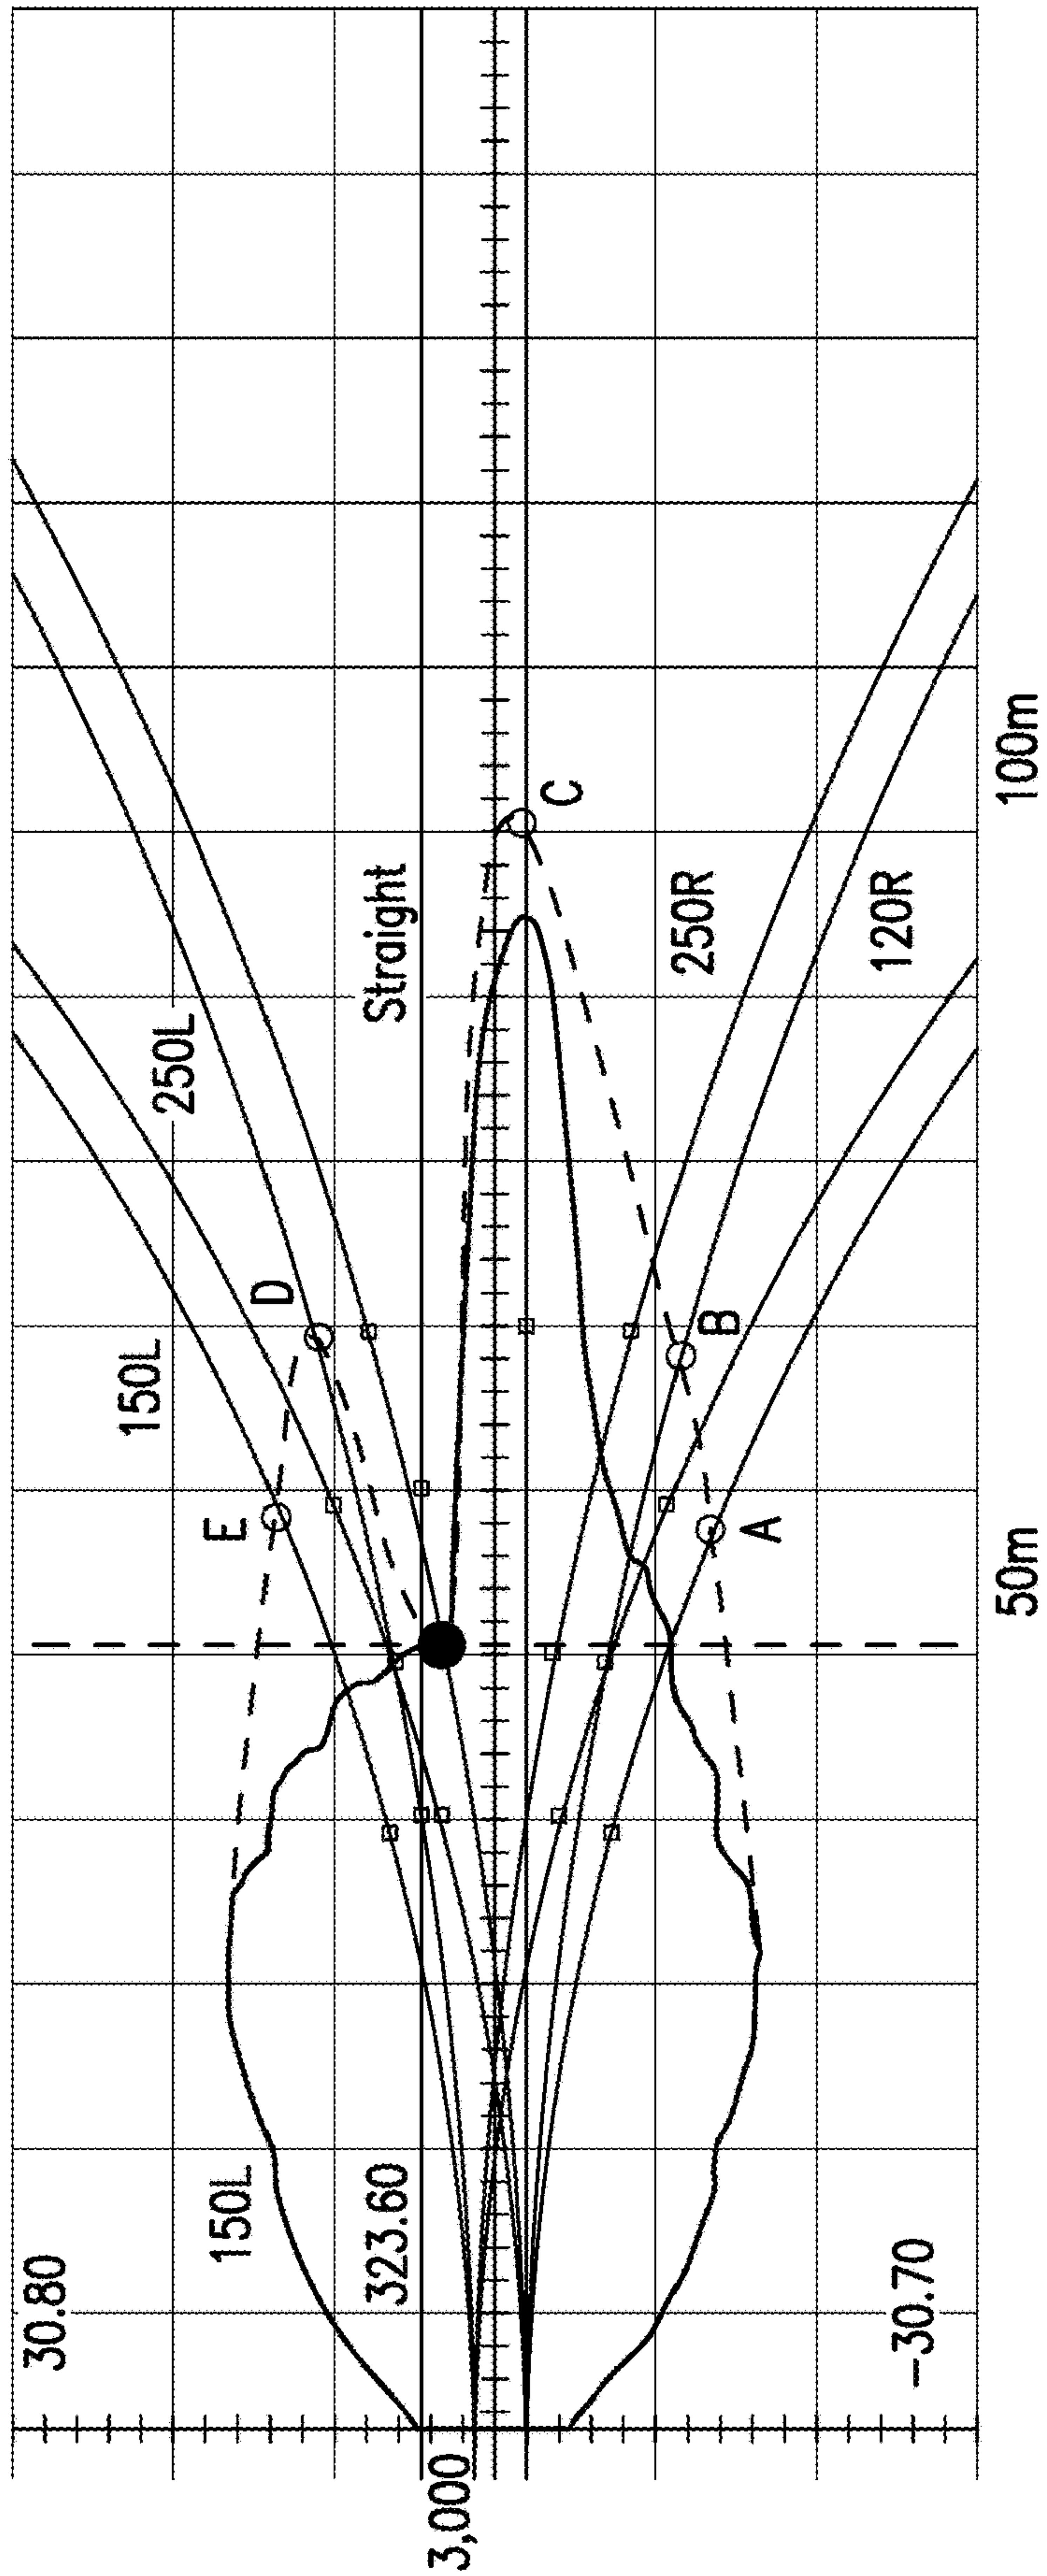 30.80
150L
250L
E
D
150L
Straight
323.60
3,000
C
250R
B
A
120R
-30.70
50m
100m